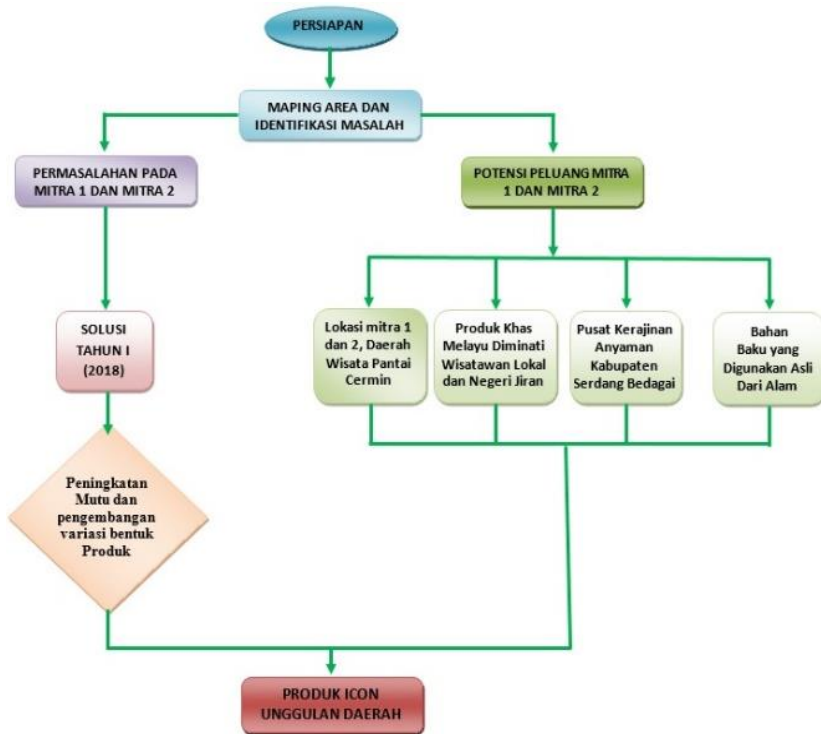 PERSIAPAN
MAPING AREA DAN
IDENTIFIKASI MASALAH
PERMASALAHAN PADA
MITRA 1 DAN MITRA 2
POTENSI PELUANG MITRA
1 DAN MITRA 2
SOLUSI
TAHUN I
(2018)
Lokasi mitra 1
dan 2, Daerah
Wisata Pantai
Cermin
Produk Khas
Melayu Diminati
Wisatawan Lokal
dan Negeri Jiran
Pusat Kerajinan
Anyaman
Kabupaten
Serdang Bedagai
Bahan
Baku yang
Digunakan Asli
Dari Alam
Peningkatan
Mutu dan
pengembangan
variasi bentuk
Produk
PRODUK ICON
UNGGULAN DAERAH